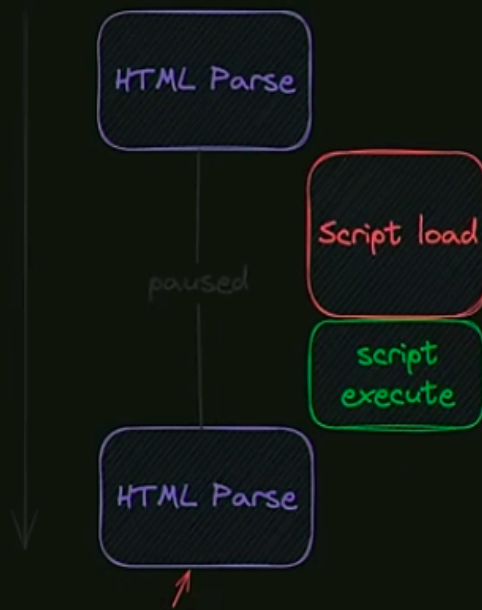 HTML Parse
Script load
paused
script
execute
HTML Parse